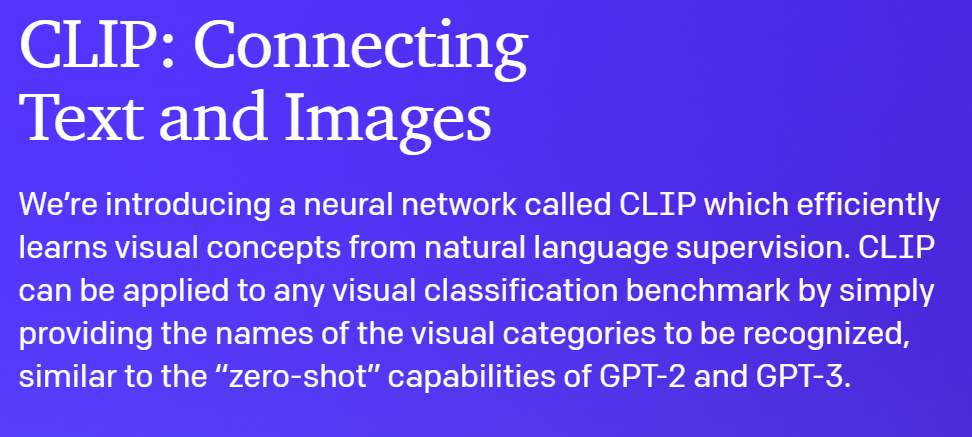 CLIP: Connecting
Text and Images
We’re introducing a neural network called CLIP which efficiently
learns visual concepts from natural language supervision. CLIP
can be applied to any visual classification benchmark by simply
providing the names of the visual categories to be recognized,
similar to the “zero-shot” capabilities of GPT-2 and GPT-3.